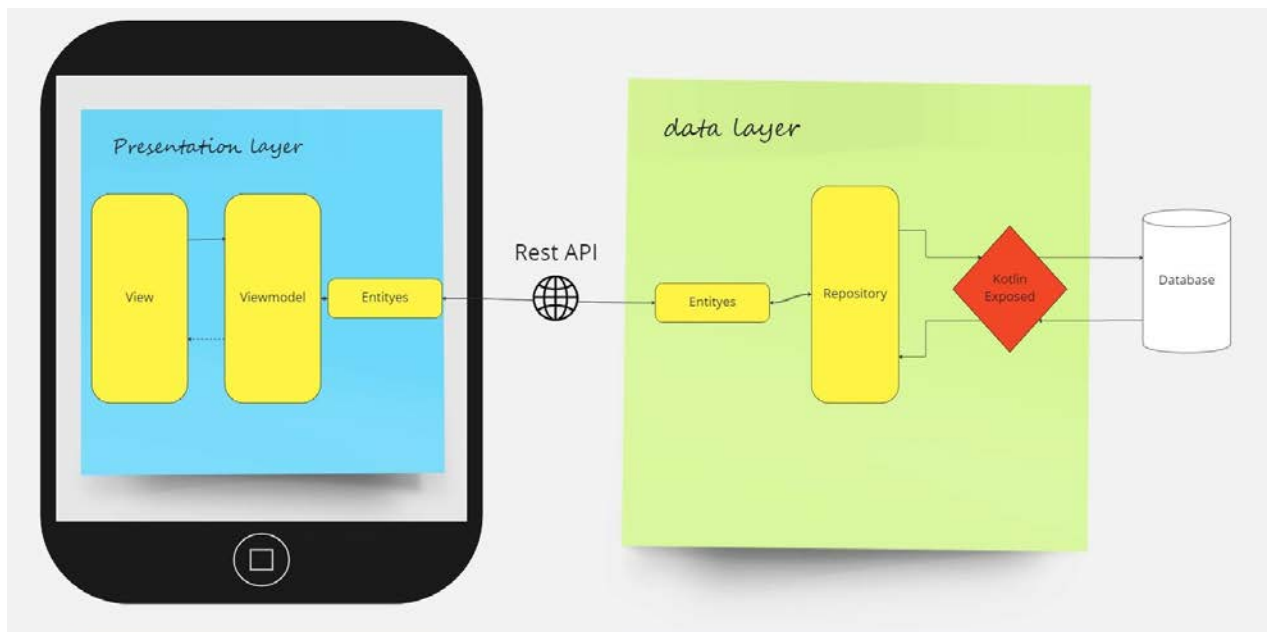 Presentation layer
View
Viewmodel
Entityes
Rest API
data layer
Entityes
Repository
Kotlin
Exposed
Database